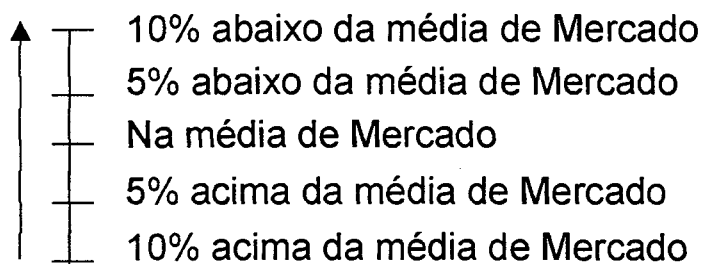 10% abaixo da média de Mercado
5% abaixo da média de Mercado
Na média de Mercado
5% acima da média de Mercado
10% acima da média de Mercado